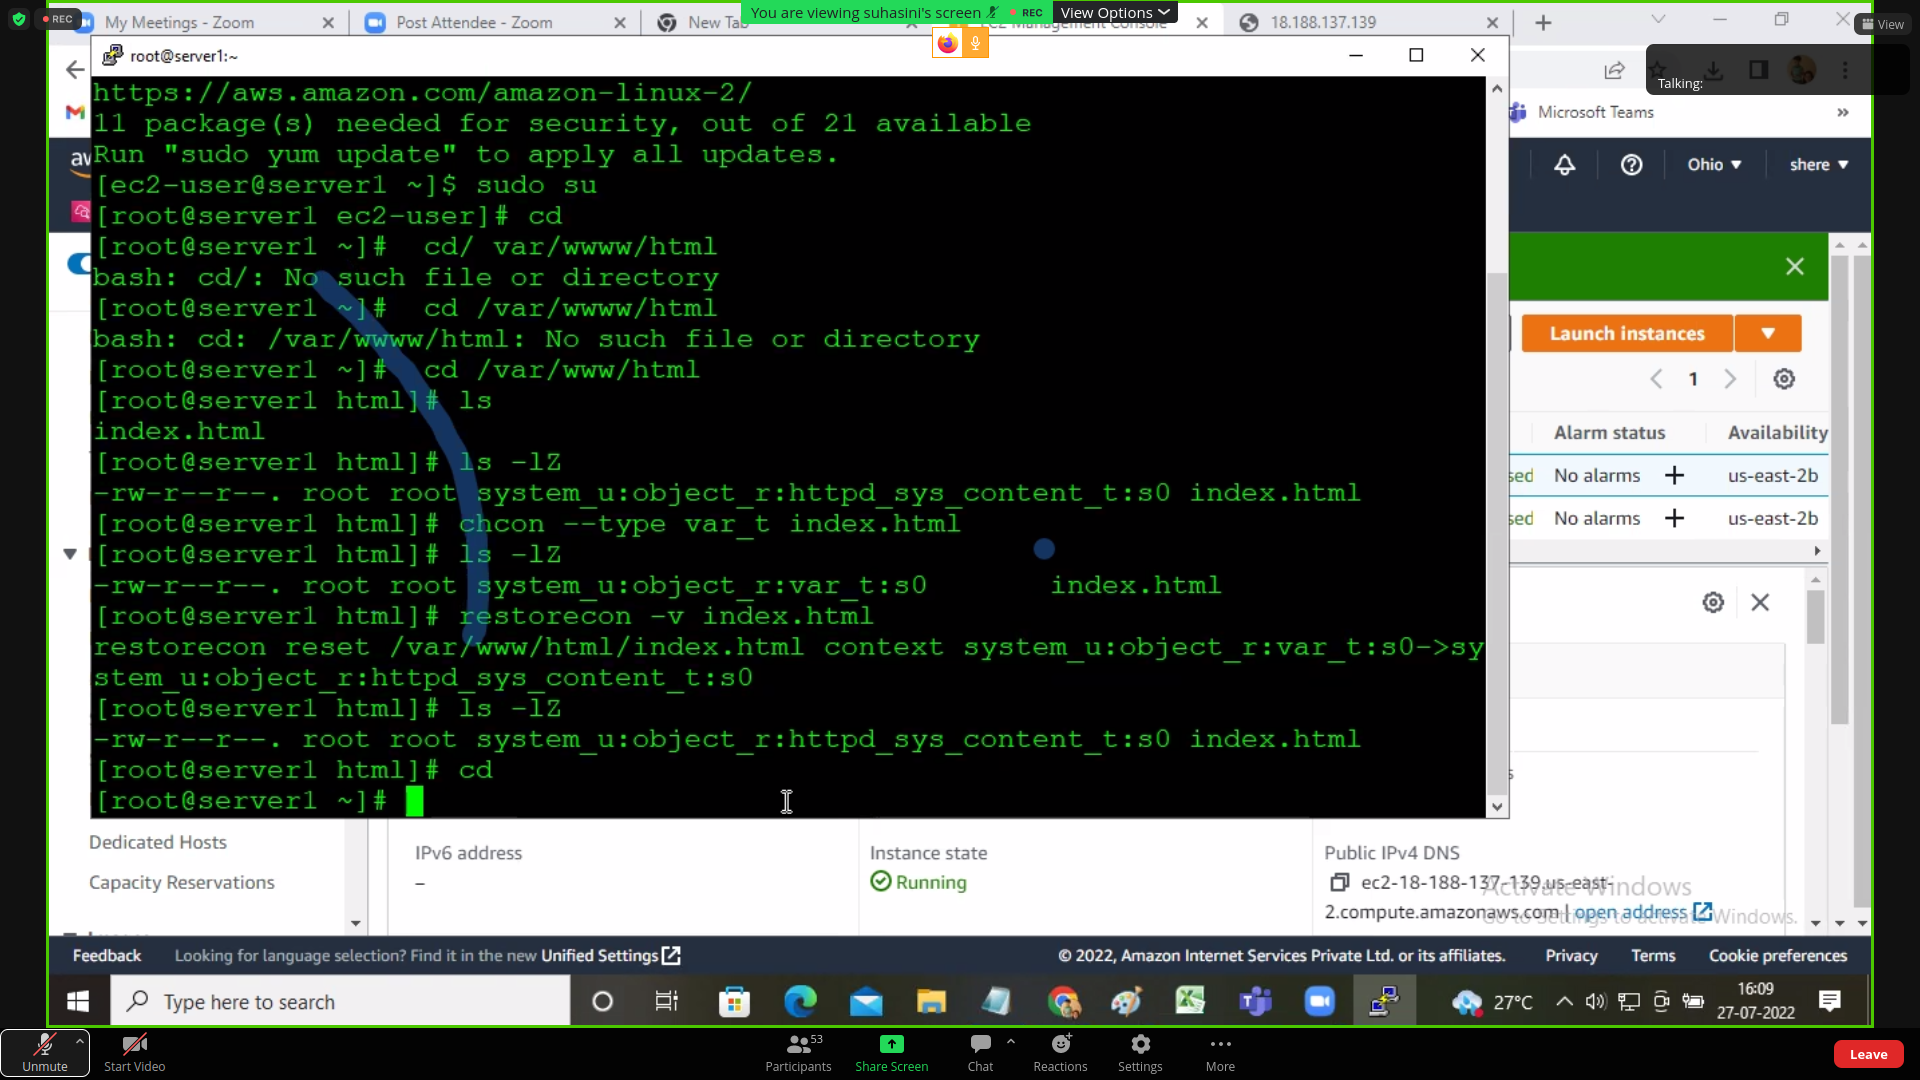 REC
My Meetings - Zoom
Post Attendee - Zoom
New Tab
You are viewing suhasini's screen
REC
View Options
Management Console
18.188.137.139
View
root@server1:~
Talking:
Microsoft Teams
https://aws.amazon.com/amazon-linux-2/
11 package(s) needed for security, out of 21 available
Run "sudo yum update" to apply all updates.
[ec2-user@server1 ~]$ sudo su
[root@server1 ec2-user]# cd
[root@server1 ~]#  cd/ var/wwww/html
bash: cd/: No such file or directory
[root@server1 ~]#  cd /var/wwww/html
bash: cd: /var/wwww/html: No such file or directory
[root@server1 ~]#  cd /var/www/html
[root@server1 html]# ls
index.html
[root@server1 html]# ls -lZ
-rw-r--r--. root root system_u:object_r:httpd_sys_content_t:s0 index.html
[root@server1 html]# chcon --type var_t index.html
[root@server1 html]# ls -lZ
-rw-r--r--. root root system_u:object_r:var_t:s0       index.html
[root@server1 html]# restorecon -v index.html
restorecon reset /var/www/html/index.html context system_u:object_r:var_t:s0->sy
stem_u:object_r:httpd_sys_content_t:s0
[root@server1 html]# ls -lZ
-rw-r--r--. root root system_u:object_r:httpd_sys_content_t:s0 index.html
[root@server1 html]# cd
[root@server1 ~]#
Ohio
shere
Launch instances
1
Alarm status
Availability
sed
No alarms +
us-east-2b
sed
No alarms +
us-east-2b
Dedicated Hosts
Capacity Reservations
IPv6 address
–
Instance state
Running
Public IPv4 DNS
ec2-18-188-137-139.us-east-
2.compute.amazonaws.com | open address
Activate Windows
Go to Settings to activate Windows.
Feedback
Looking for language selection? Find it in the new Unified Settings
© 2022, Amazon Internet Services Private Ltd. or its affiliates.
Privacy
Terms
Cookie preferences
Type here to search
27°C
16:09
27-07-2022
Unmute
Start Video
Participants
53
Share Screen
Chat
Reactions
Settings
More
Leave